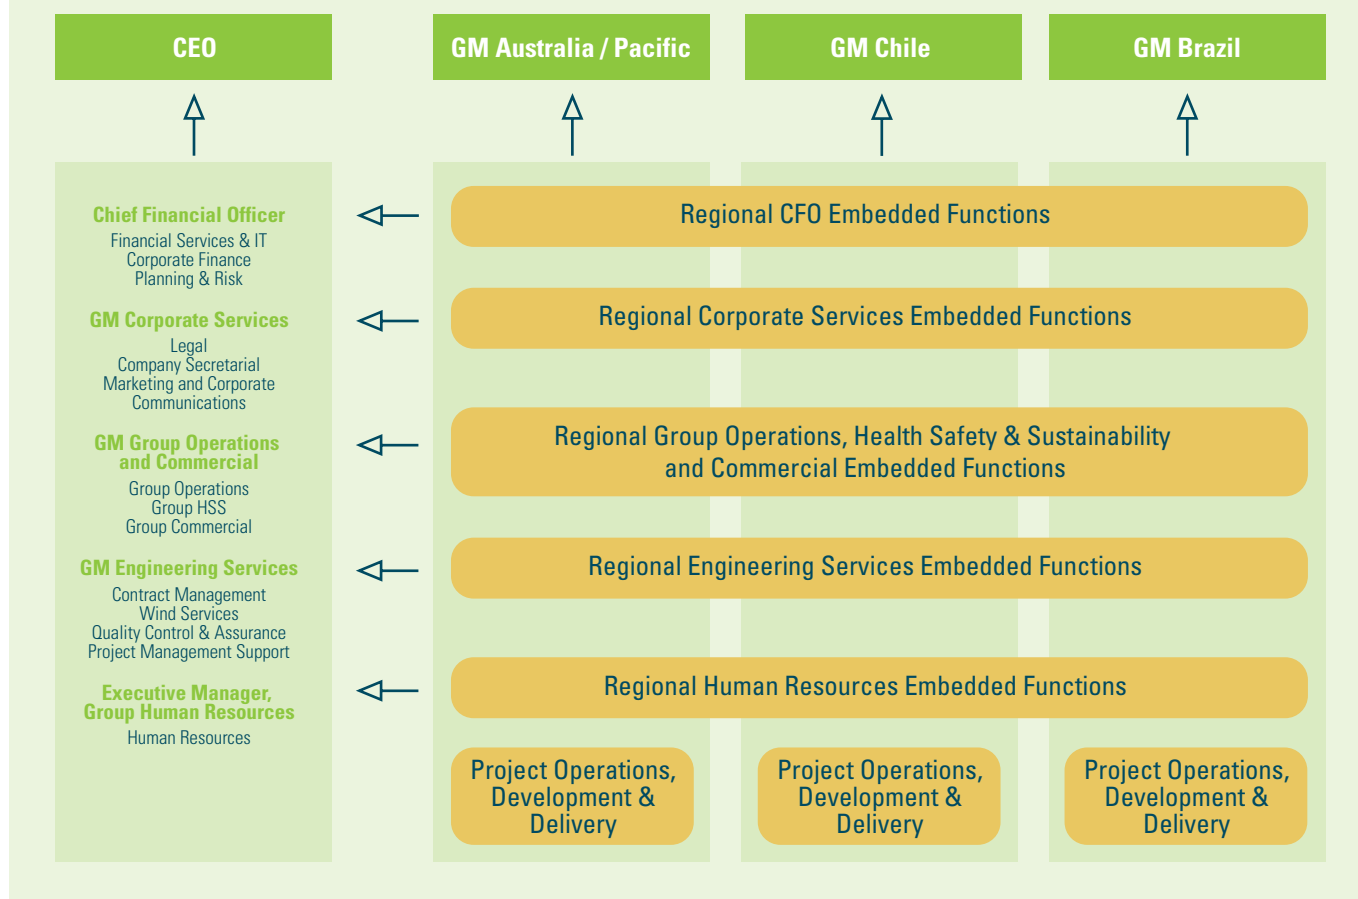 CEO
GM Australia / Pacific
GM Chile
GM Brazil
Chief Financial Officer
Financial Services & IT
Corporate Finance
Planning & Risk
GM Corporate Services
Legal
Company Secretarial
Marketing and Corporate
Communications
GM Group Operations
and Commercial
Group Operations
Group HSS
Group Commercial
GM Engineering Services
Contract Management
Wind Services
Quality Control & Assurance
Project Management Support
Executive Manager,
Group Human Resources
Human Resources
Regional CFO Embedded Functions
Regional Corporate Services Embedded Functions
Regional Group Operations, Health Safety & Sustainability
and Commercial Embedded Functions
Regional Engineering Services Embedded Functions
Regional Human Resources Embedded Functions
Project Operations,
Development &
Delivery
Project Operations,
Development &
Delivery
Project Operations,
Development &
Delivery